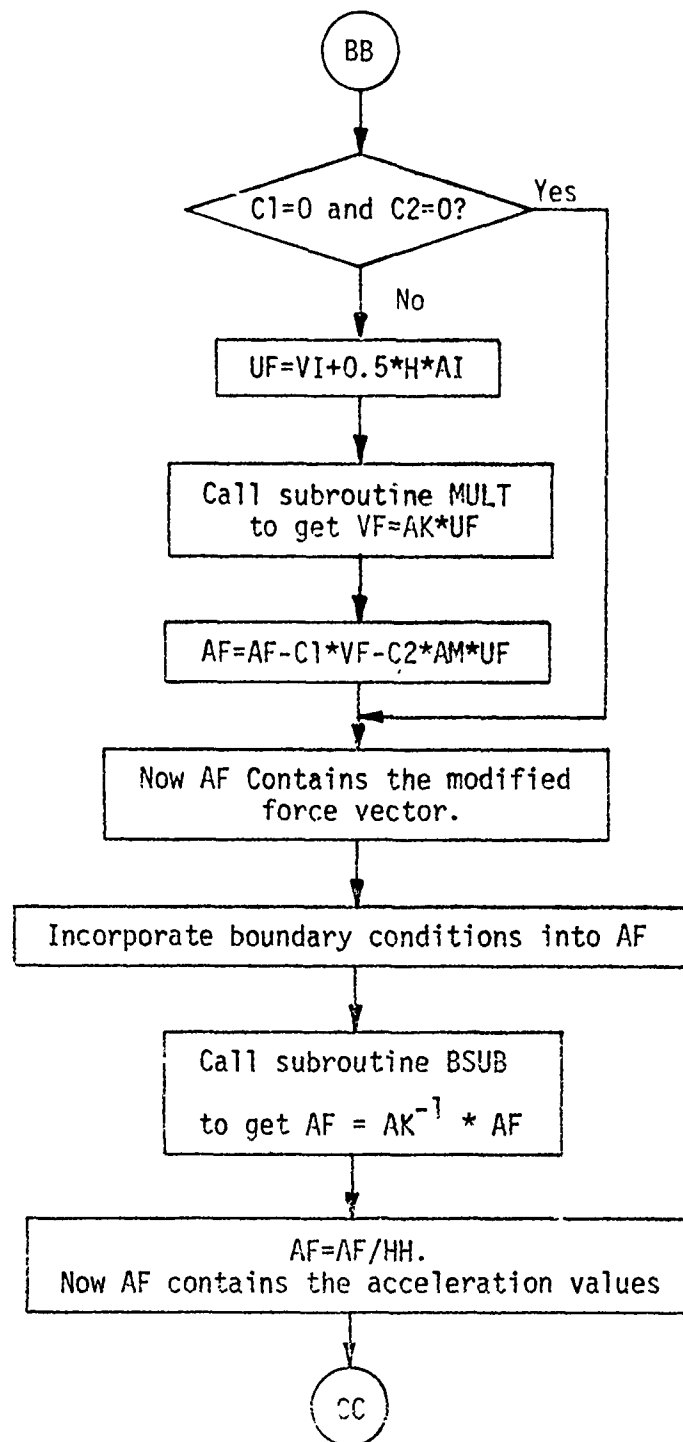 BB
C1=0 and C2=0?
Yes
No
UF=VI+0.5*H*AI
Call subroutine MULT
to get VF=AK*UF
AF=AF-C1*VF-C2*AM*UF
Now AF Contains the modified
force vector.
Incorporate boundary conditions into AF
Call subroutine BSUB
to get AF = AK⁻¹ * AF
AF=AF/HH.
Now AF contains the acceleration values
CC